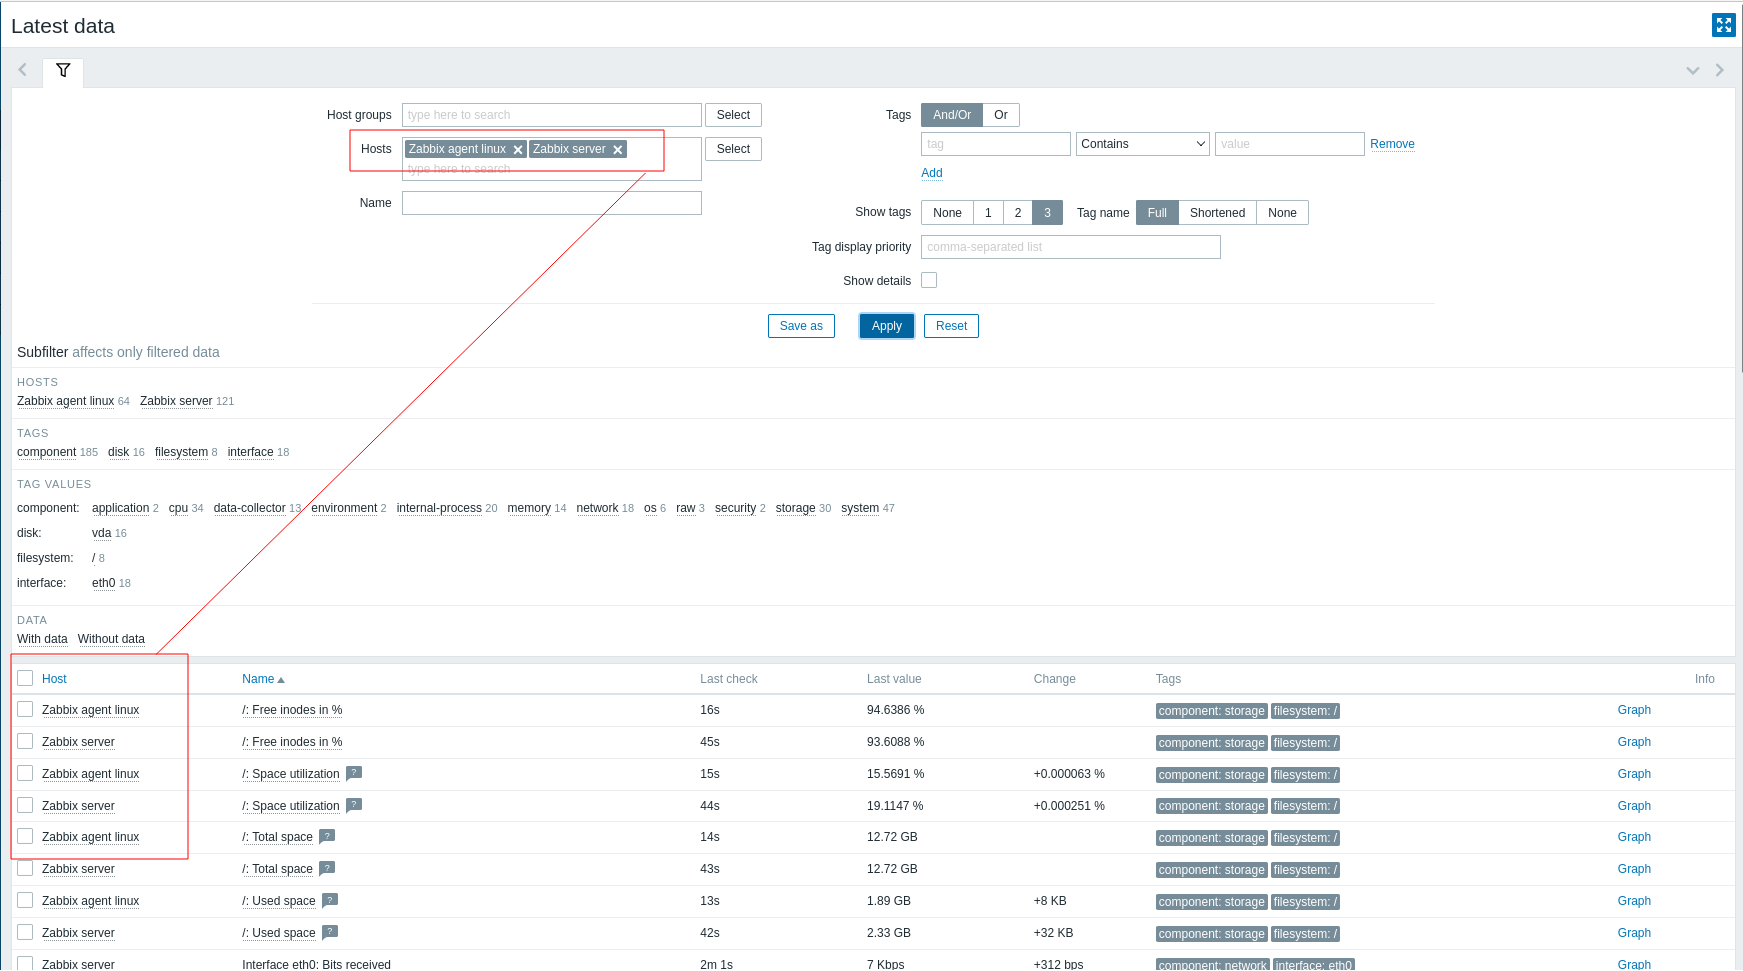 Latest data
Host groups type here to search Select Tags And/Or Or
Hosts Zabbix agent linux Zabbix server Select tag Contains value Remove
type here to search
Add
Name
Show tags None 1 2 3 Tag name Full Shortened None
Tag display priority comma-separated list
Show details
Save as Apply Reset
Subfilter affects only filtered data
HOSTS
Zabbix agent linux 64 Zabbix server 121
TAGS
component 185 disk 16 filesystem 8 interface 18
TAG VALUES
component: application 2 cpu 34 data-collector 13 environment 2 internal-process 20 memory 14 network 18 os 6 raw 3 security 2 storage 30 system 47
disk: vda 16
filesystem: / 8
interface: eth0 18
DATA
With data Without data
Host Name Last check Last value Change Tags Info
Zabbix agent linux /: Free inodes in % 16s 94.6386 % component: storage filesystem: / Graph
Zabbix server /: Free inodes in % 45s 93.6088 % component: storage filesystem: / Graph
Zabbix agent linux /: Space utilization ? 15s 15.5691 % +0.000063 % component: storage filesystem: / Graph
Zabbix server /: Space utilization ? 44s 19.1147 % +0.000251 % component: storage filesystem: / Graph
Zabbix agent linux /: Total space ? 14s 12.72 GB component: storage filesystem: / Graph
Zabbix server /: Total space ? 43s 12.72 GB component: storage filesystem: / Graph
Zabbix agent linux /: Used space ? 13s 1.89 GB +8 KB component: storage filesystem: / Graph
Zabbix server /: Used space ? 42s 2.33 GB +32 KB component: storage filesystem: / Graph
Zabbix server Interface eth0: Bits received 2m 1s 7 Kbps +312 bps component: network interface: eth0 Graph